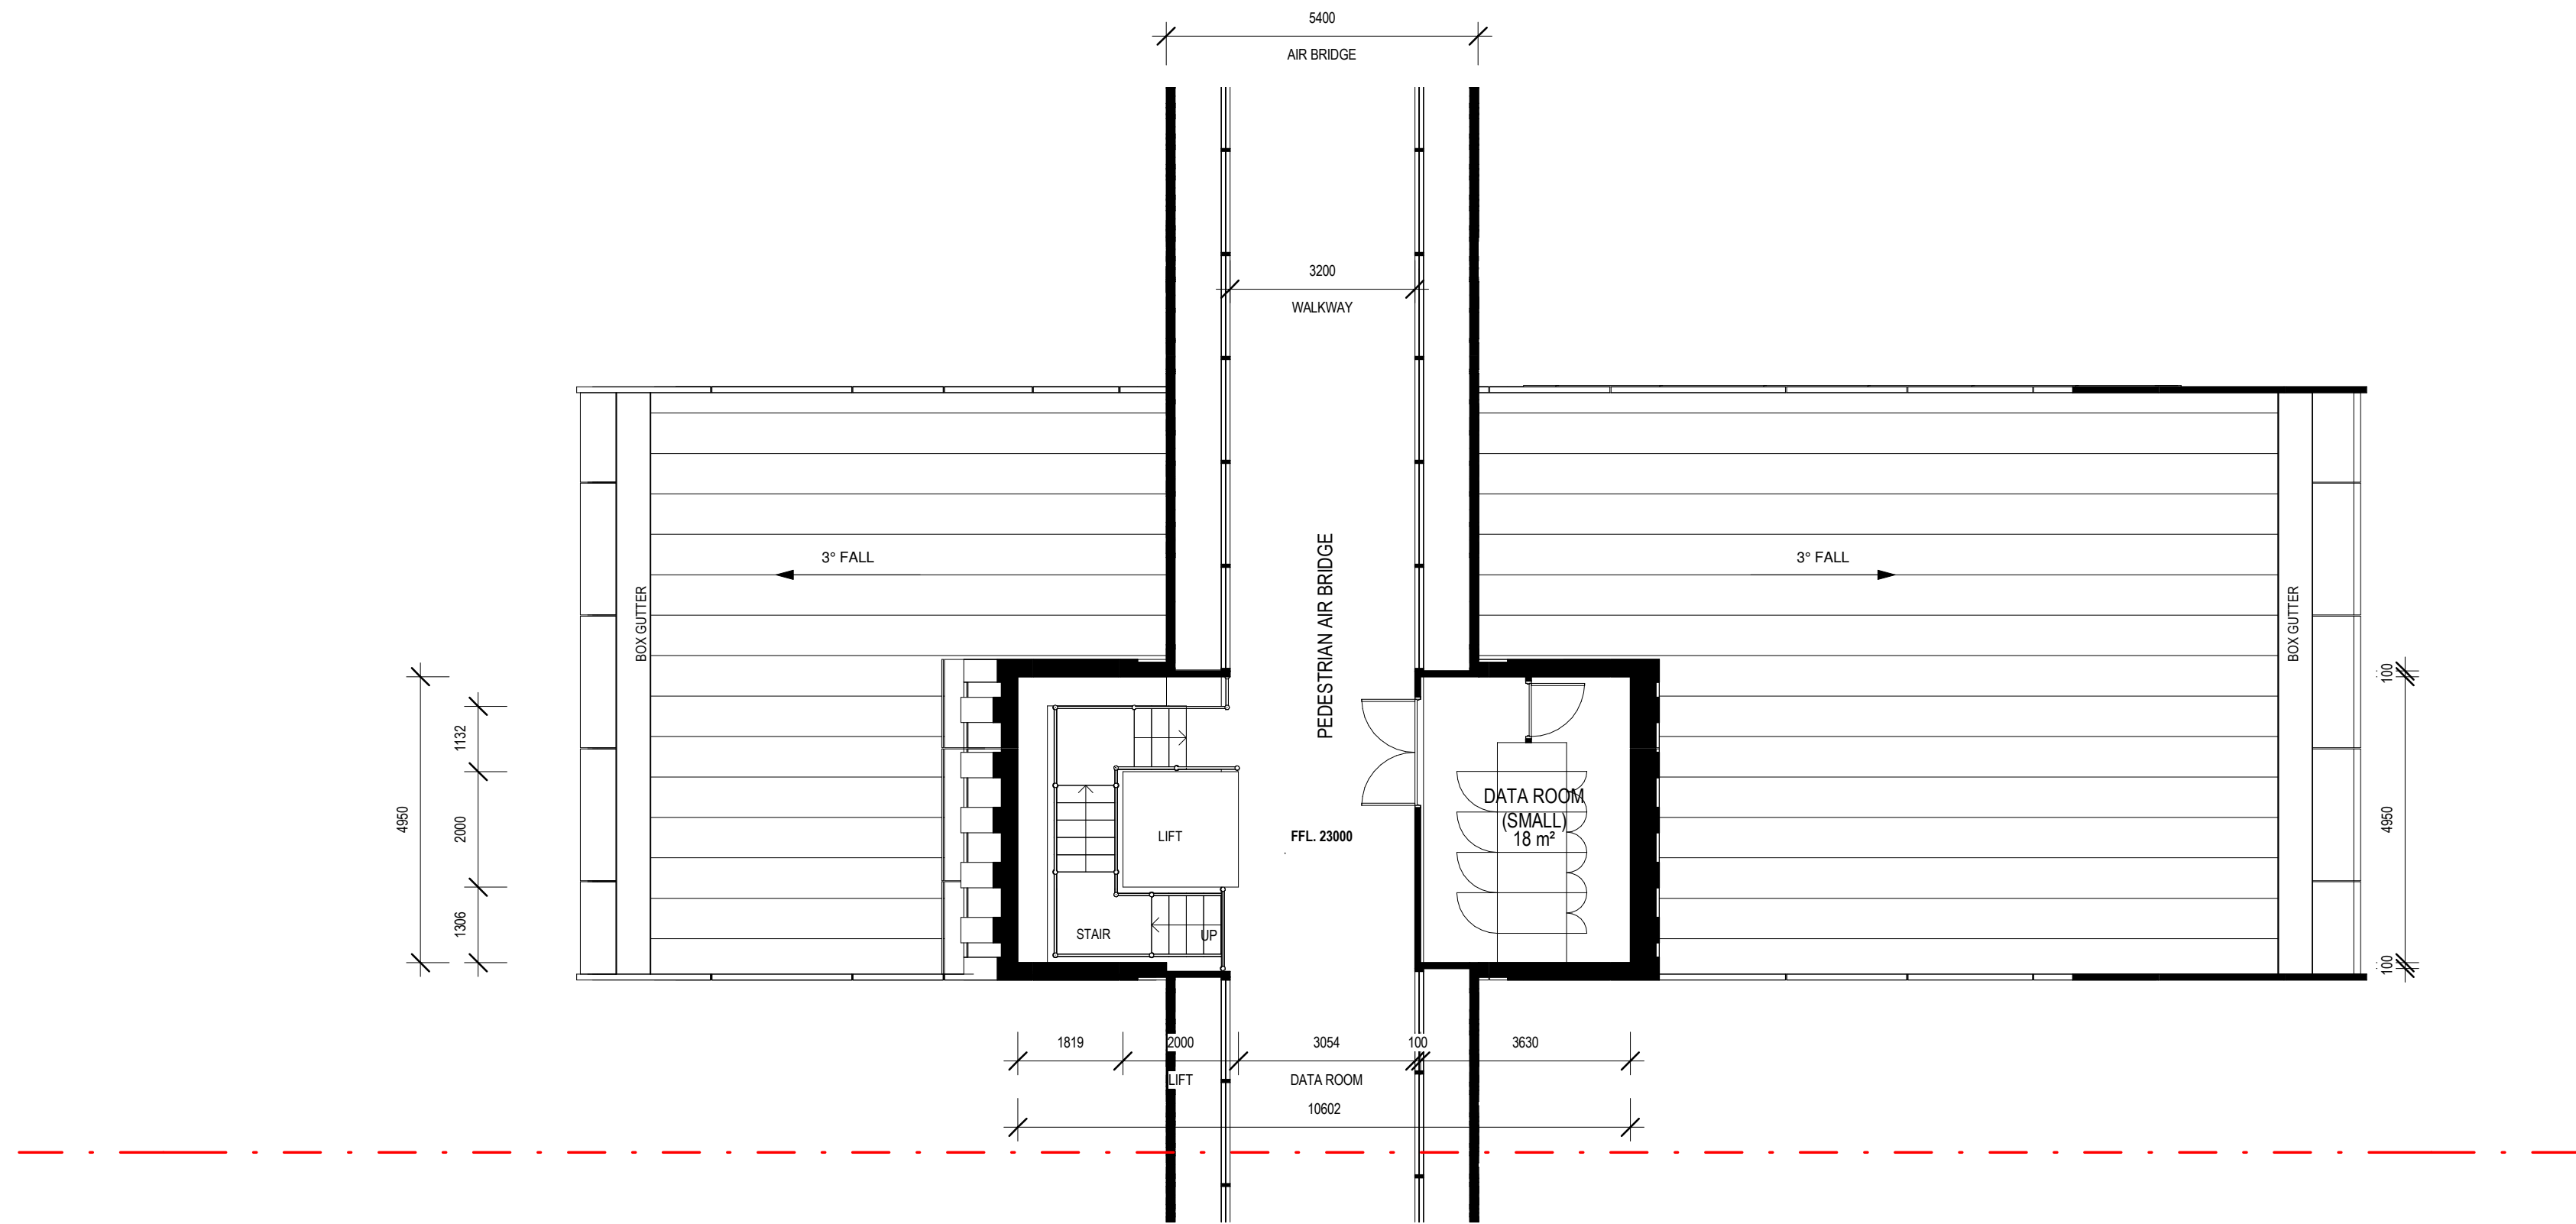 5400
AIR BRIDGE
3200
WALKWAY
PEDESTRIAN AIR BRIDGE
3° FALL
3° FALL
BOX GUTTER
BOX GUTTER
4950
1132
2000
1306
100
4950
100
DATA ROOM
(SMALL)
18 m²
LIFT
FFL. 23000
STAIR
UP
1819
2000
3054
100
3630
LIFT
DATA ROOM
10602